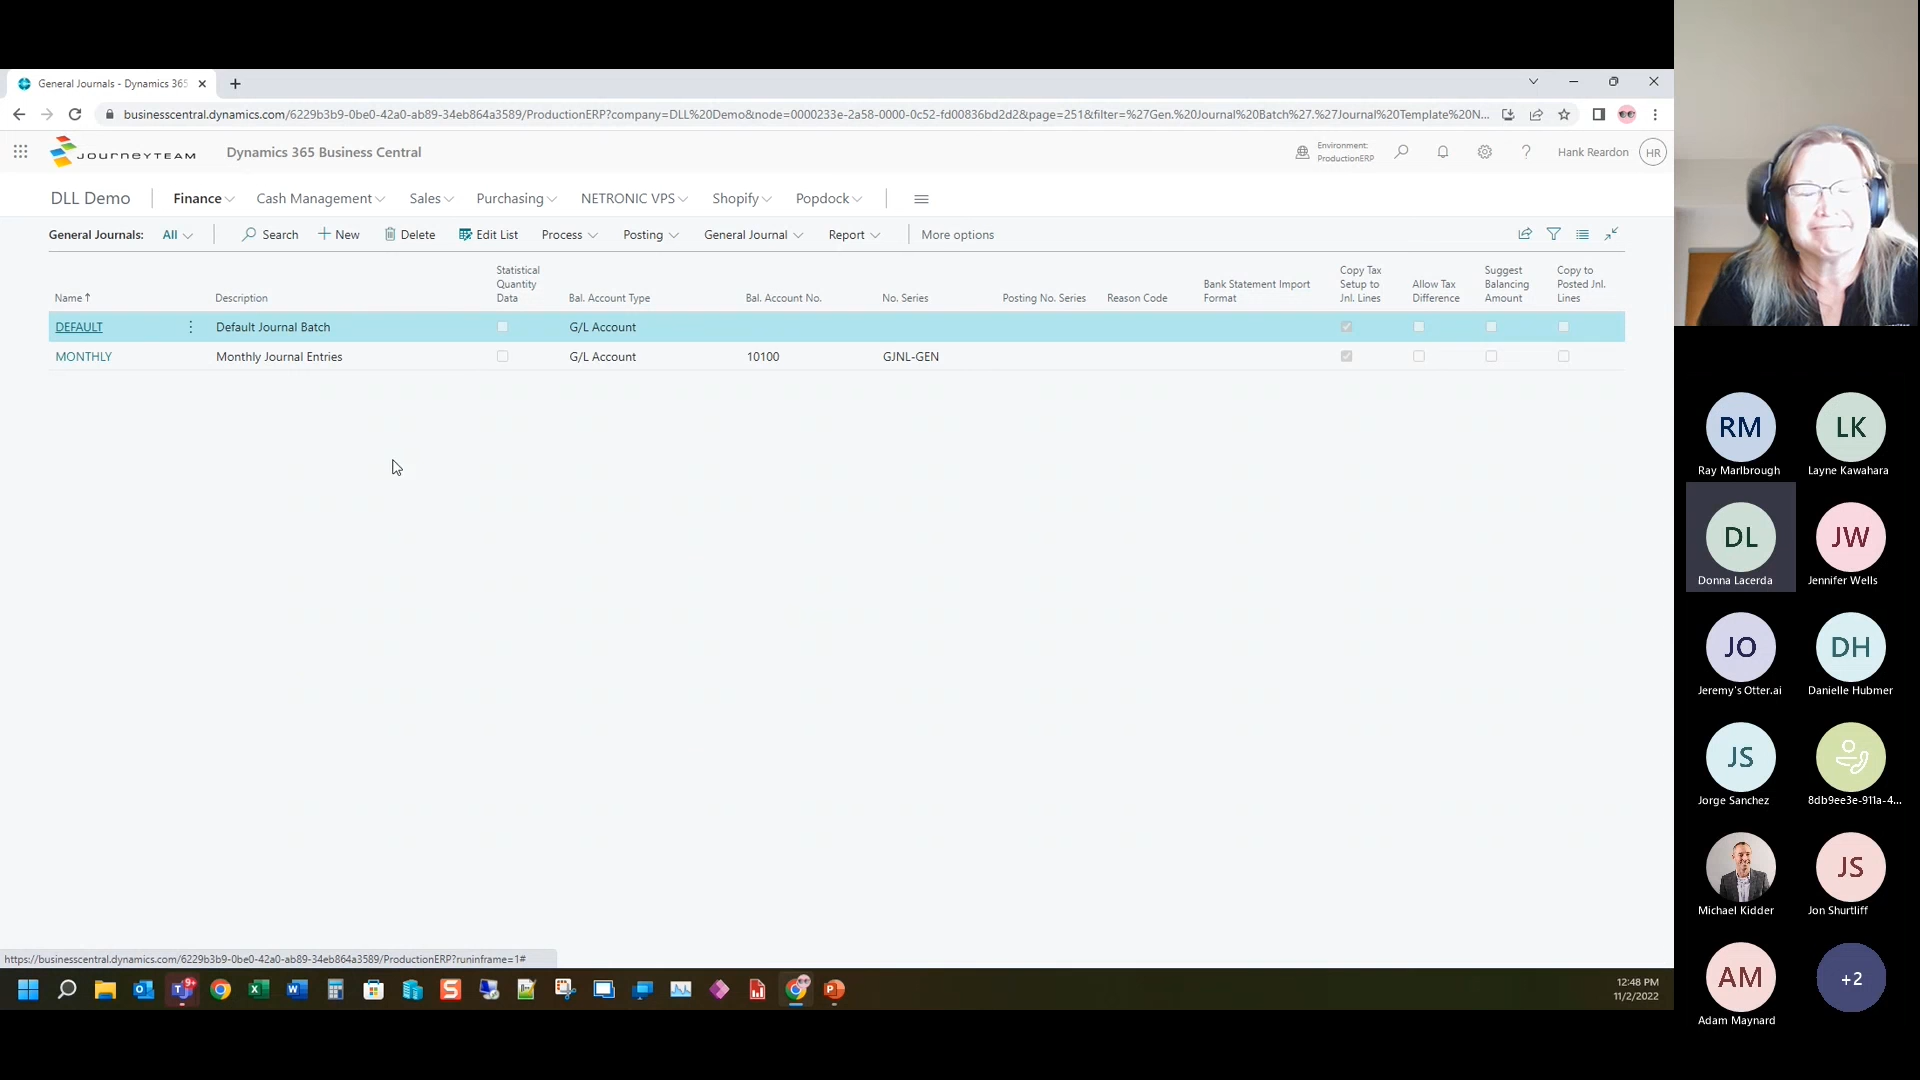 General Journals - Dynamics 365
businesscentral.dynamics.com/6229b3b9-0be0-42a0-ab89-34eb864a3589/ProductionERP?company=DLL%20Demo&node=0000233e-2a58-0000-0c52-fd00836bd2d2&page=251&filter=%27Gen.%20Journal%20Batch%27.%27Journal%20Template%20N...
JOURNEYTEAM
Dynamics 365 Business Central
Environment:
ProductionERP
Hank Reardon
HR
DLL Demo
Finance
Cash Management
Sales
Purchasing
NETRONIC VPS
Shopify
Popdock
General Journals:
All
Search
New
Delete
Edit List
Process
Posting
General Journal
Report
More options
Name ↑
Description
Statistical
Quantity
Data
Bal. Account Type
Bal. Account No.
No. Series
Posting No. Series
Reason Code
Bank Statement Import
Format
Copy Tax
Setup to
Jnl. Lines
Allow Tax
Difference
Suggest
Balancing
Amount
Copy to
Posted Jnl.
Lines
DEFAULT
Default Journal Batch
G/L Account
MONTHLY
Monthly Journal Entries
G/L Account
10100
GJNL-GEN
https://businesscentral.dynamics.com/6229b3b9-0be0-42a0-ab89-34eb864a3589/ProductionERP?runinframe=1#
9+
12:48 PM
11/2/2022
RM
Ray Marlbrough
LK
Layne Kawahara
DL
Donna Lacerda
JW
Jennifer Wells
JO
Jeremy's Otter.ai
DH
Danielle Hubmer
JS
Jorge Sanchez
8db9ee3e-911a-4...
Michael Kidder
JS
Jon Shurtliff
AM
Adam Maynard
+2